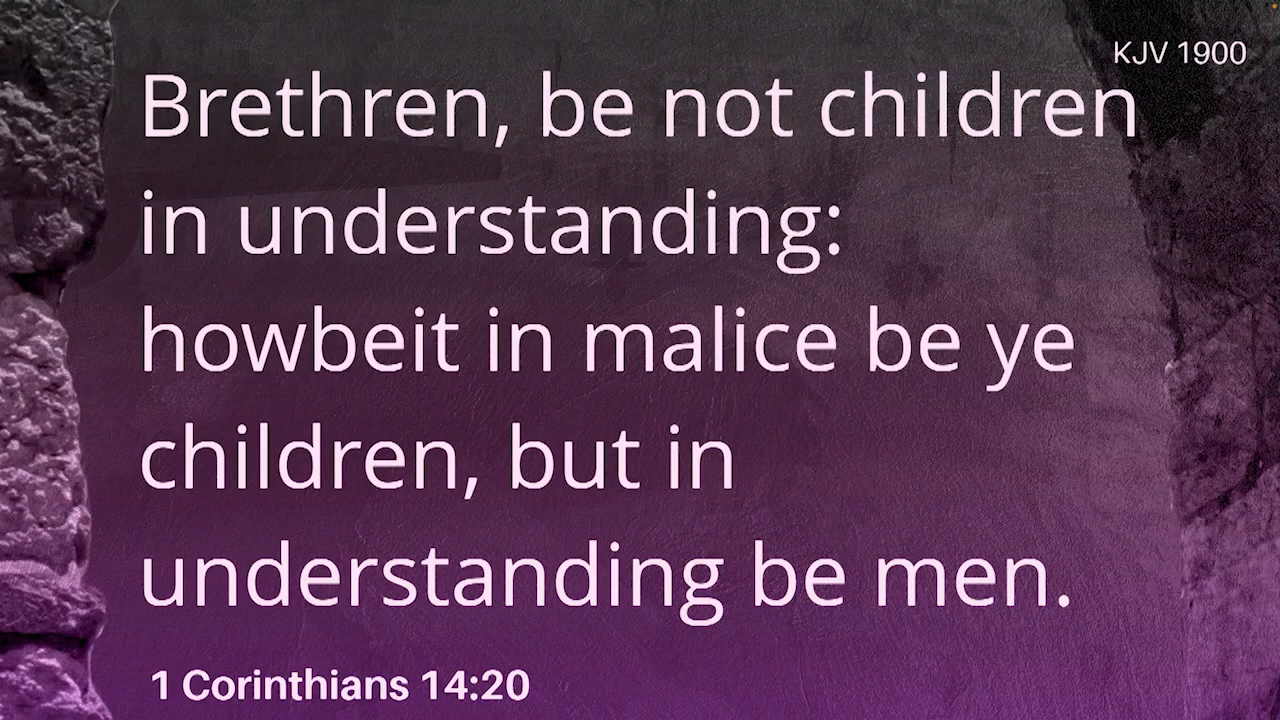 KJV 1900
Brethren, be not children
in understanding:
howbeit in malice be ye
children, but in
understanding be men.
1 Corinthians 14:20